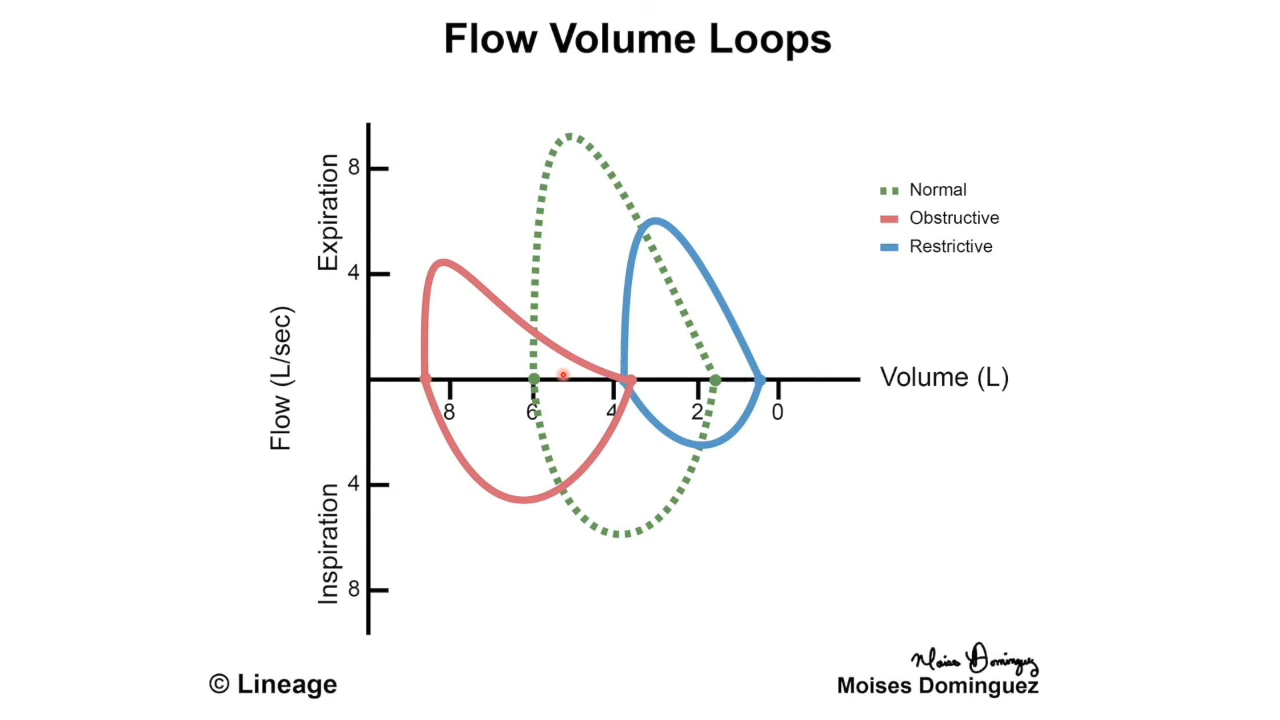 Flow Volume Loops
Expiration
8
4
Normal
Obstructive
Restrictive
Flow (L/sec)
Volume (L)
8
6
4
2
0
4
8
Inspiration
Moises Dominguez
© Lineage
Moises Dominguez